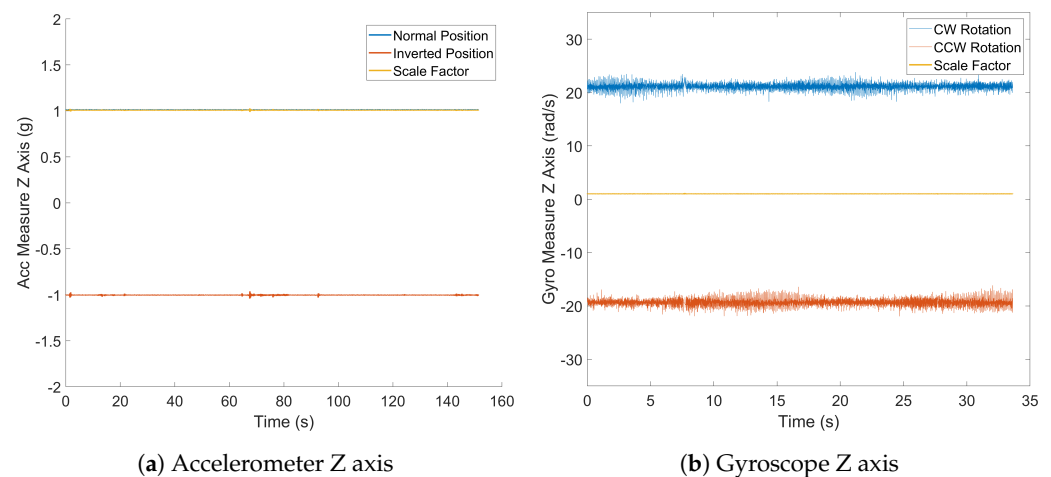 2
1.5
1
0.5
0
-0.5
-1
-1.5
-2
Acc Measure Z Axis (g)
0 20 40 60 80 100 120 140 160
Time (s)
Normal Position
Inverted Position
Scale Factor
(a) Accelerometer Z axis
30
20
10
0
-10
-20
-30
Gyro Measure Z Axis (rad/s)
0 5 10 15 20 25 30 35
Time (s)
CW Rotation
CCW Rotation
Scale Factor
(b) Gyroscope Z axis